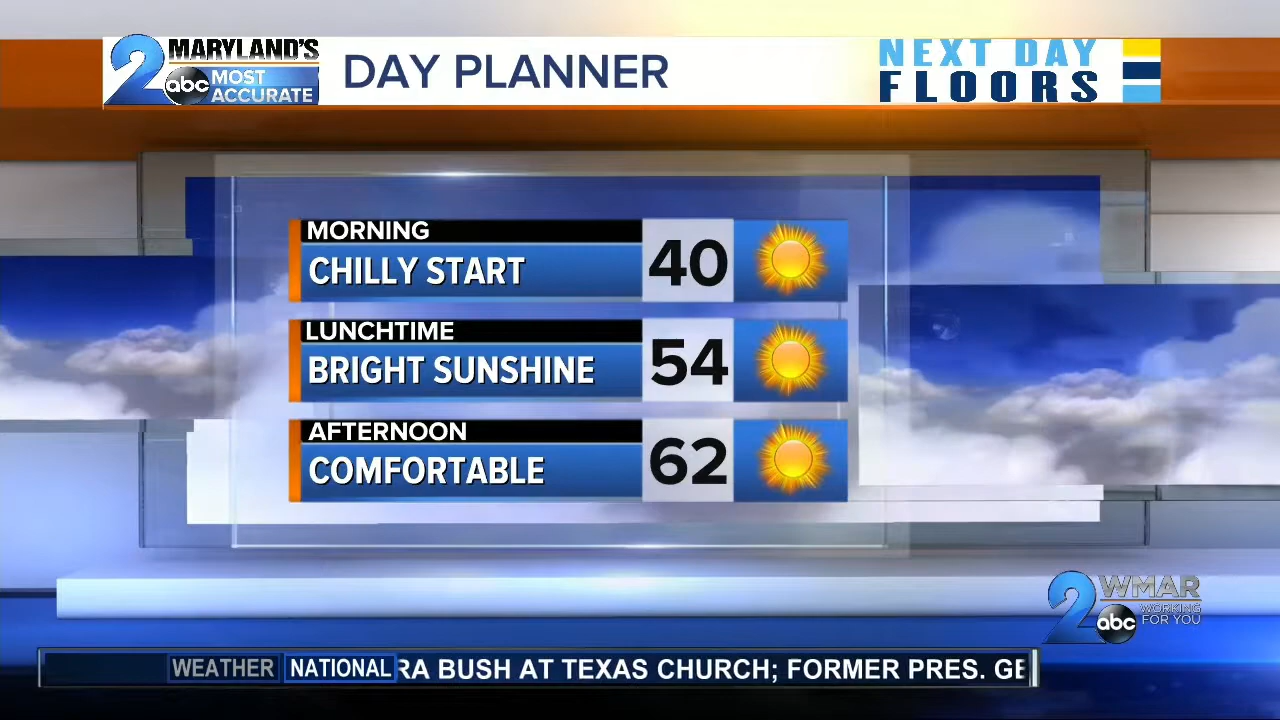 2 MARYLAND'S
abc MOST
ACCURATE
DAY PLANNER
NEXT DAY
FLOORS
MORNING
CHILLY START 40
LUNCHTIME
BRIGHT SUNSHINE 54
AFTERNOON
COMFORTABLE 62
2 WMAR
abc WORKING
FOR YOU
WEATHER NATIONAL RA BUSH AT TEXAS CHURCH; FORMER PRES. GE